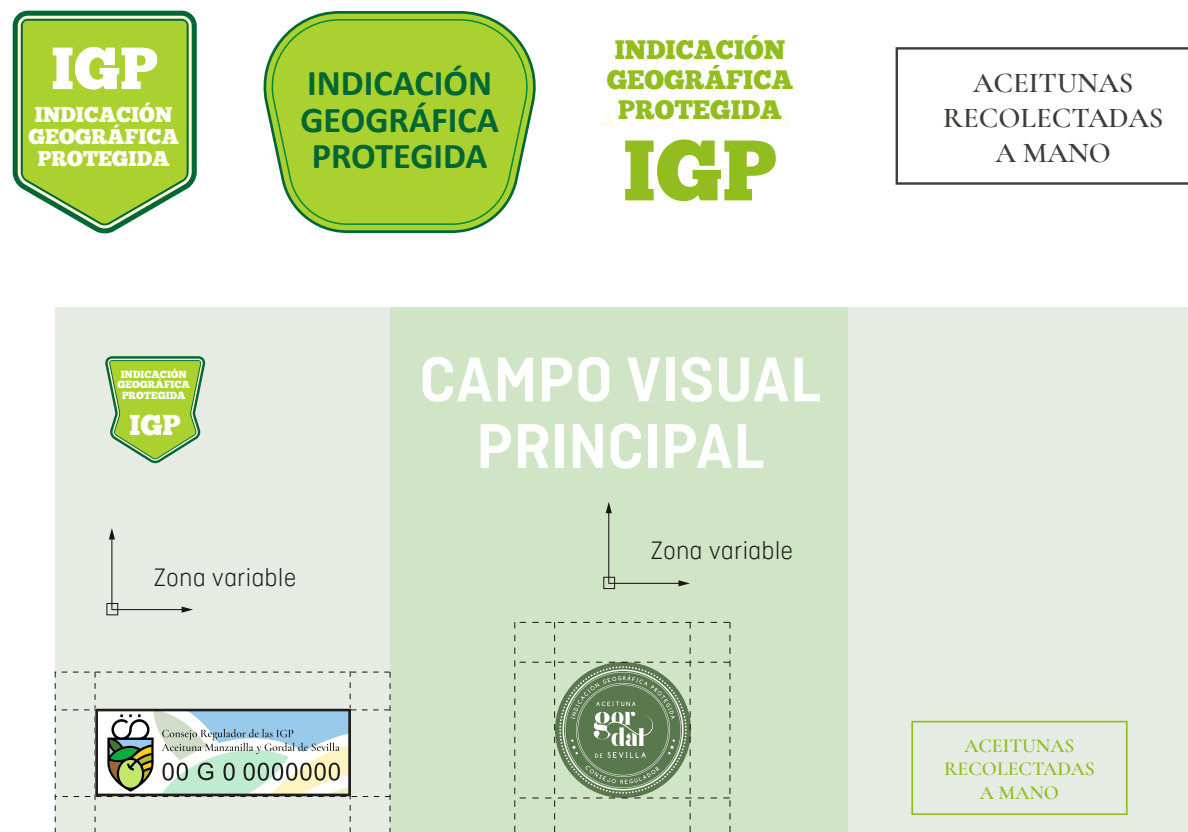 IGP
INDICACIÓN
GEOGRÁFICA
PROTEGIDA
INDICACIÓN
GEOGRÁFICA
PROTEGIDA
INDICACIÓN
GEOGRÁFICA
PROTEGIDA
IGP
ACEITUNAS
RECOLECTADAS
A MANO
INDICACIÓN
GEOGRÁFICA
PROTEGIDA
IGP
CAMPO VISUAL
PRINCIPAL
Zona variable
Zona variable
Consejo Regulador de las IGP
Aceituna Manzanilla y Gordal de Sevilla
00 G 0 0000000
INDICACIÓN GEOGRÁFICA PROTEGIDA
ACEITUNA
gor
dal
DE SEVILLA
CONSEJO REGULADOR
ACEITUNAS
RECOLECTADAS
A MANO